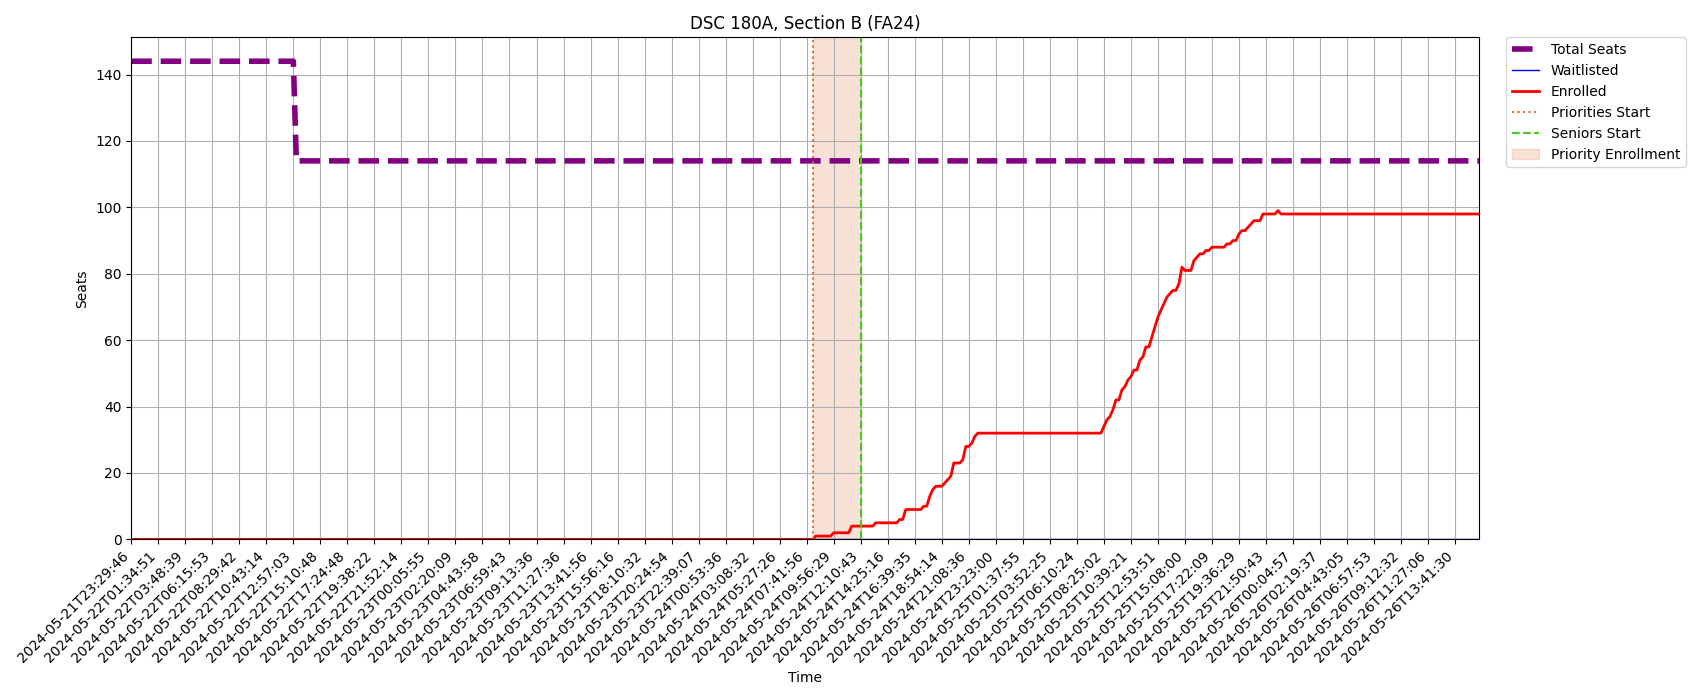 DSC 180A, Section B (FA24)
Total Seats
Waitlisted
Enrolled
Priorities Start
Seniors Start
Priority Enrollment
Seats
140
120
100
80
60
40
20
0
2024-05-21T23:29:46
2024-05-22T01:34:51
2024-05-22T03:48:39
2024-05-22T06:15:53
2024-05-22T08:29:42
2024-05-22T10:43:14
2024-05-22T12:57:03
2024-05-22T15:10:48
2024-05-22T17:24:48
2024-05-22T19:38:22
2024-05-22T21:52:14
2024-05-23T00:05:55
2024-05-23T02:20:09
2024-05-23T04:43:58
2024-05-23T06:59:43
2024-05-23T09:13:36
2024-05-23T11:27:36
2024-05-23T13:41:56
2024-05-23T15:56:16
2024-05-23T18:10:32
2024-05-23T20:24:54
2024-05-23T22:39:07
2024-05-24T00:53:36
2024-05-24T03:08:32
2024-05-24T05:27:26
2024-05-24T07:41:56
2024-05-24T09:56:29
2024-05-24T12:10:43
2024-05-24T14:25:16
2024-05-24T16:39:35
2024-05-24T18:54:14
2024-05-24T21:08:36
2024-05-24T23:23:00
2024-05-25T01:37:55
2024-05-25T03:52:25
2024-05-25T06:10:24
2024-05-25T08:25:02
2024-05-25T10:39:21
2024-05-25T12:53:51
2024-05-25T15:08:00
2024-05-25T17:22:09
2024-05-25T19:36:29
2024-05-25T21:50:43
2024-05-26T00:04:57
2024-05-26T02:19:37
2024-05-26T04:43:05
2024-05-26T06:57:53
2024-05-26T09:12:32
2024-05-26T11:27:06
2024-05-26T13:41:30
Time